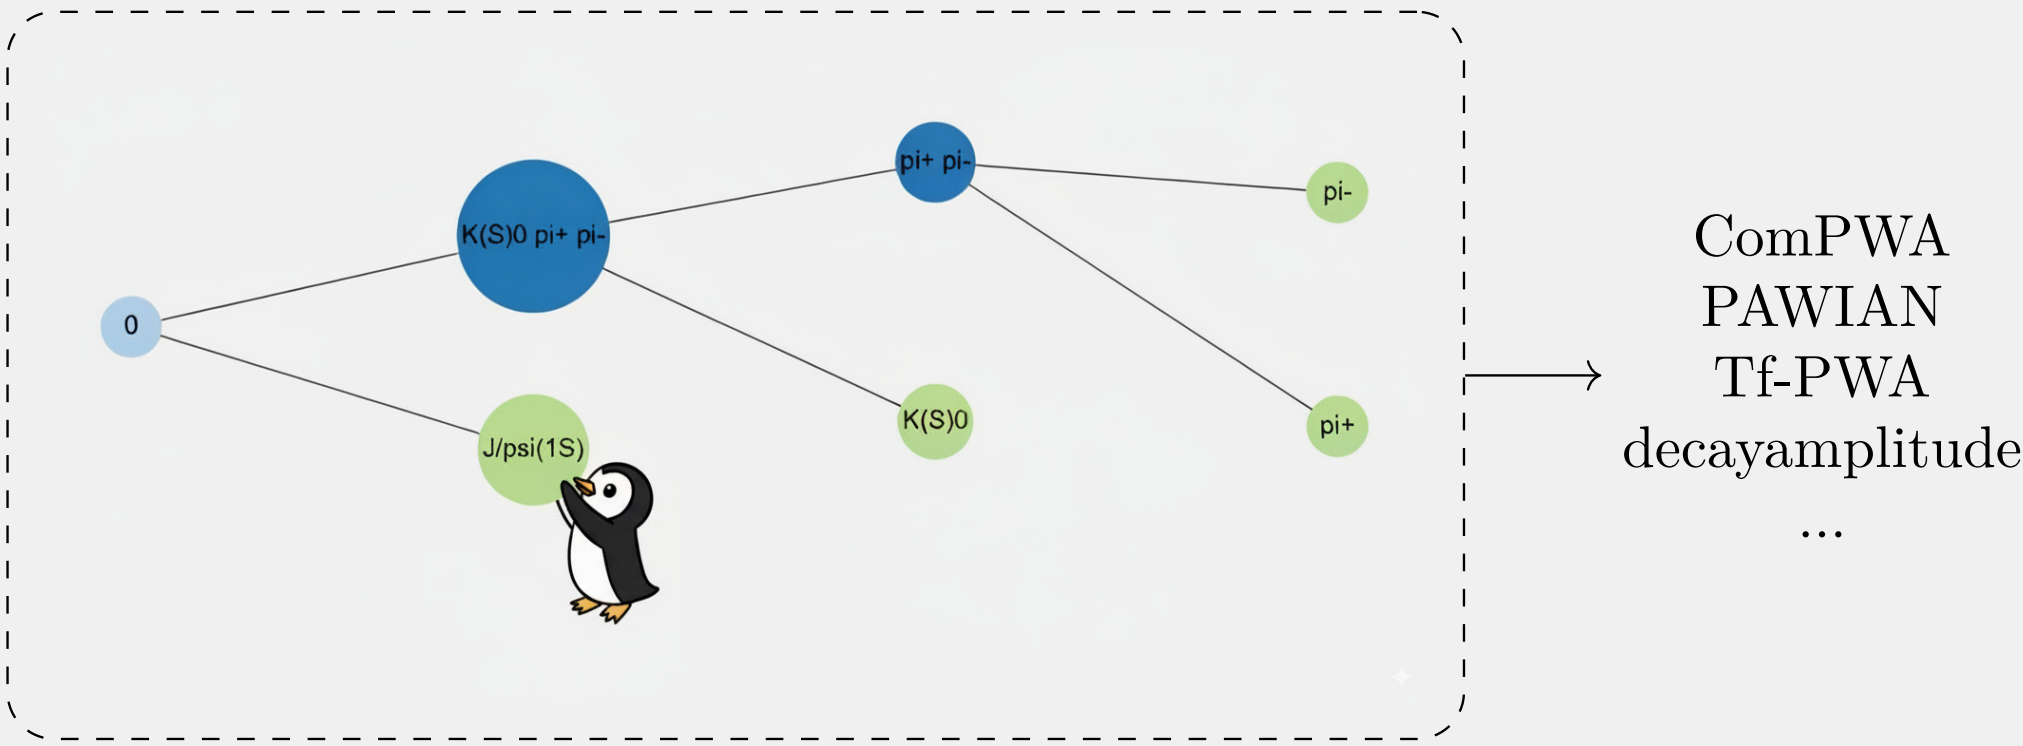 0
K(S)0 pi+ pi-
J/psi(1S)
pi+ pi-
K(S)0
pi-
pi+
ComPWA
PAWIAN
Tf-PWA
decayamplitude
...